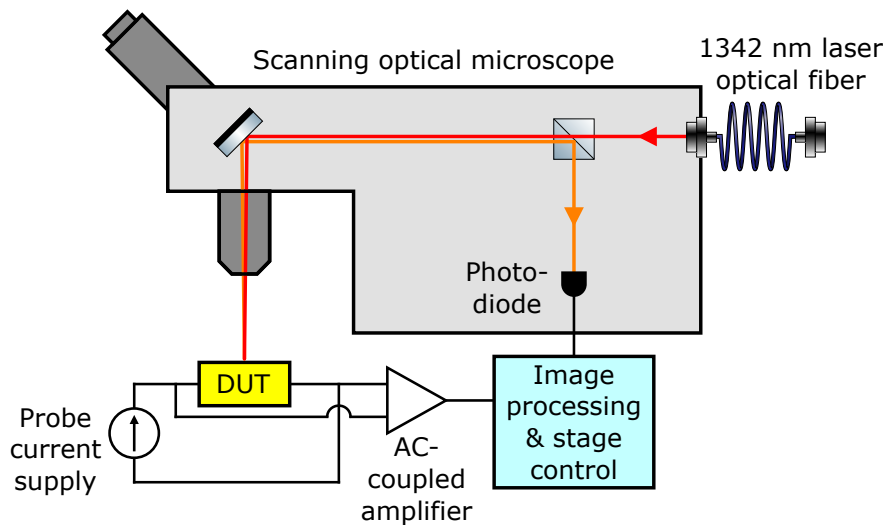 Scanning optical microscope
1342 nm laser
optical fiber
Photo-
diode
DUT
Probe
current
supply
AC-
coupled
amplifier
Image
processing
& stage
control